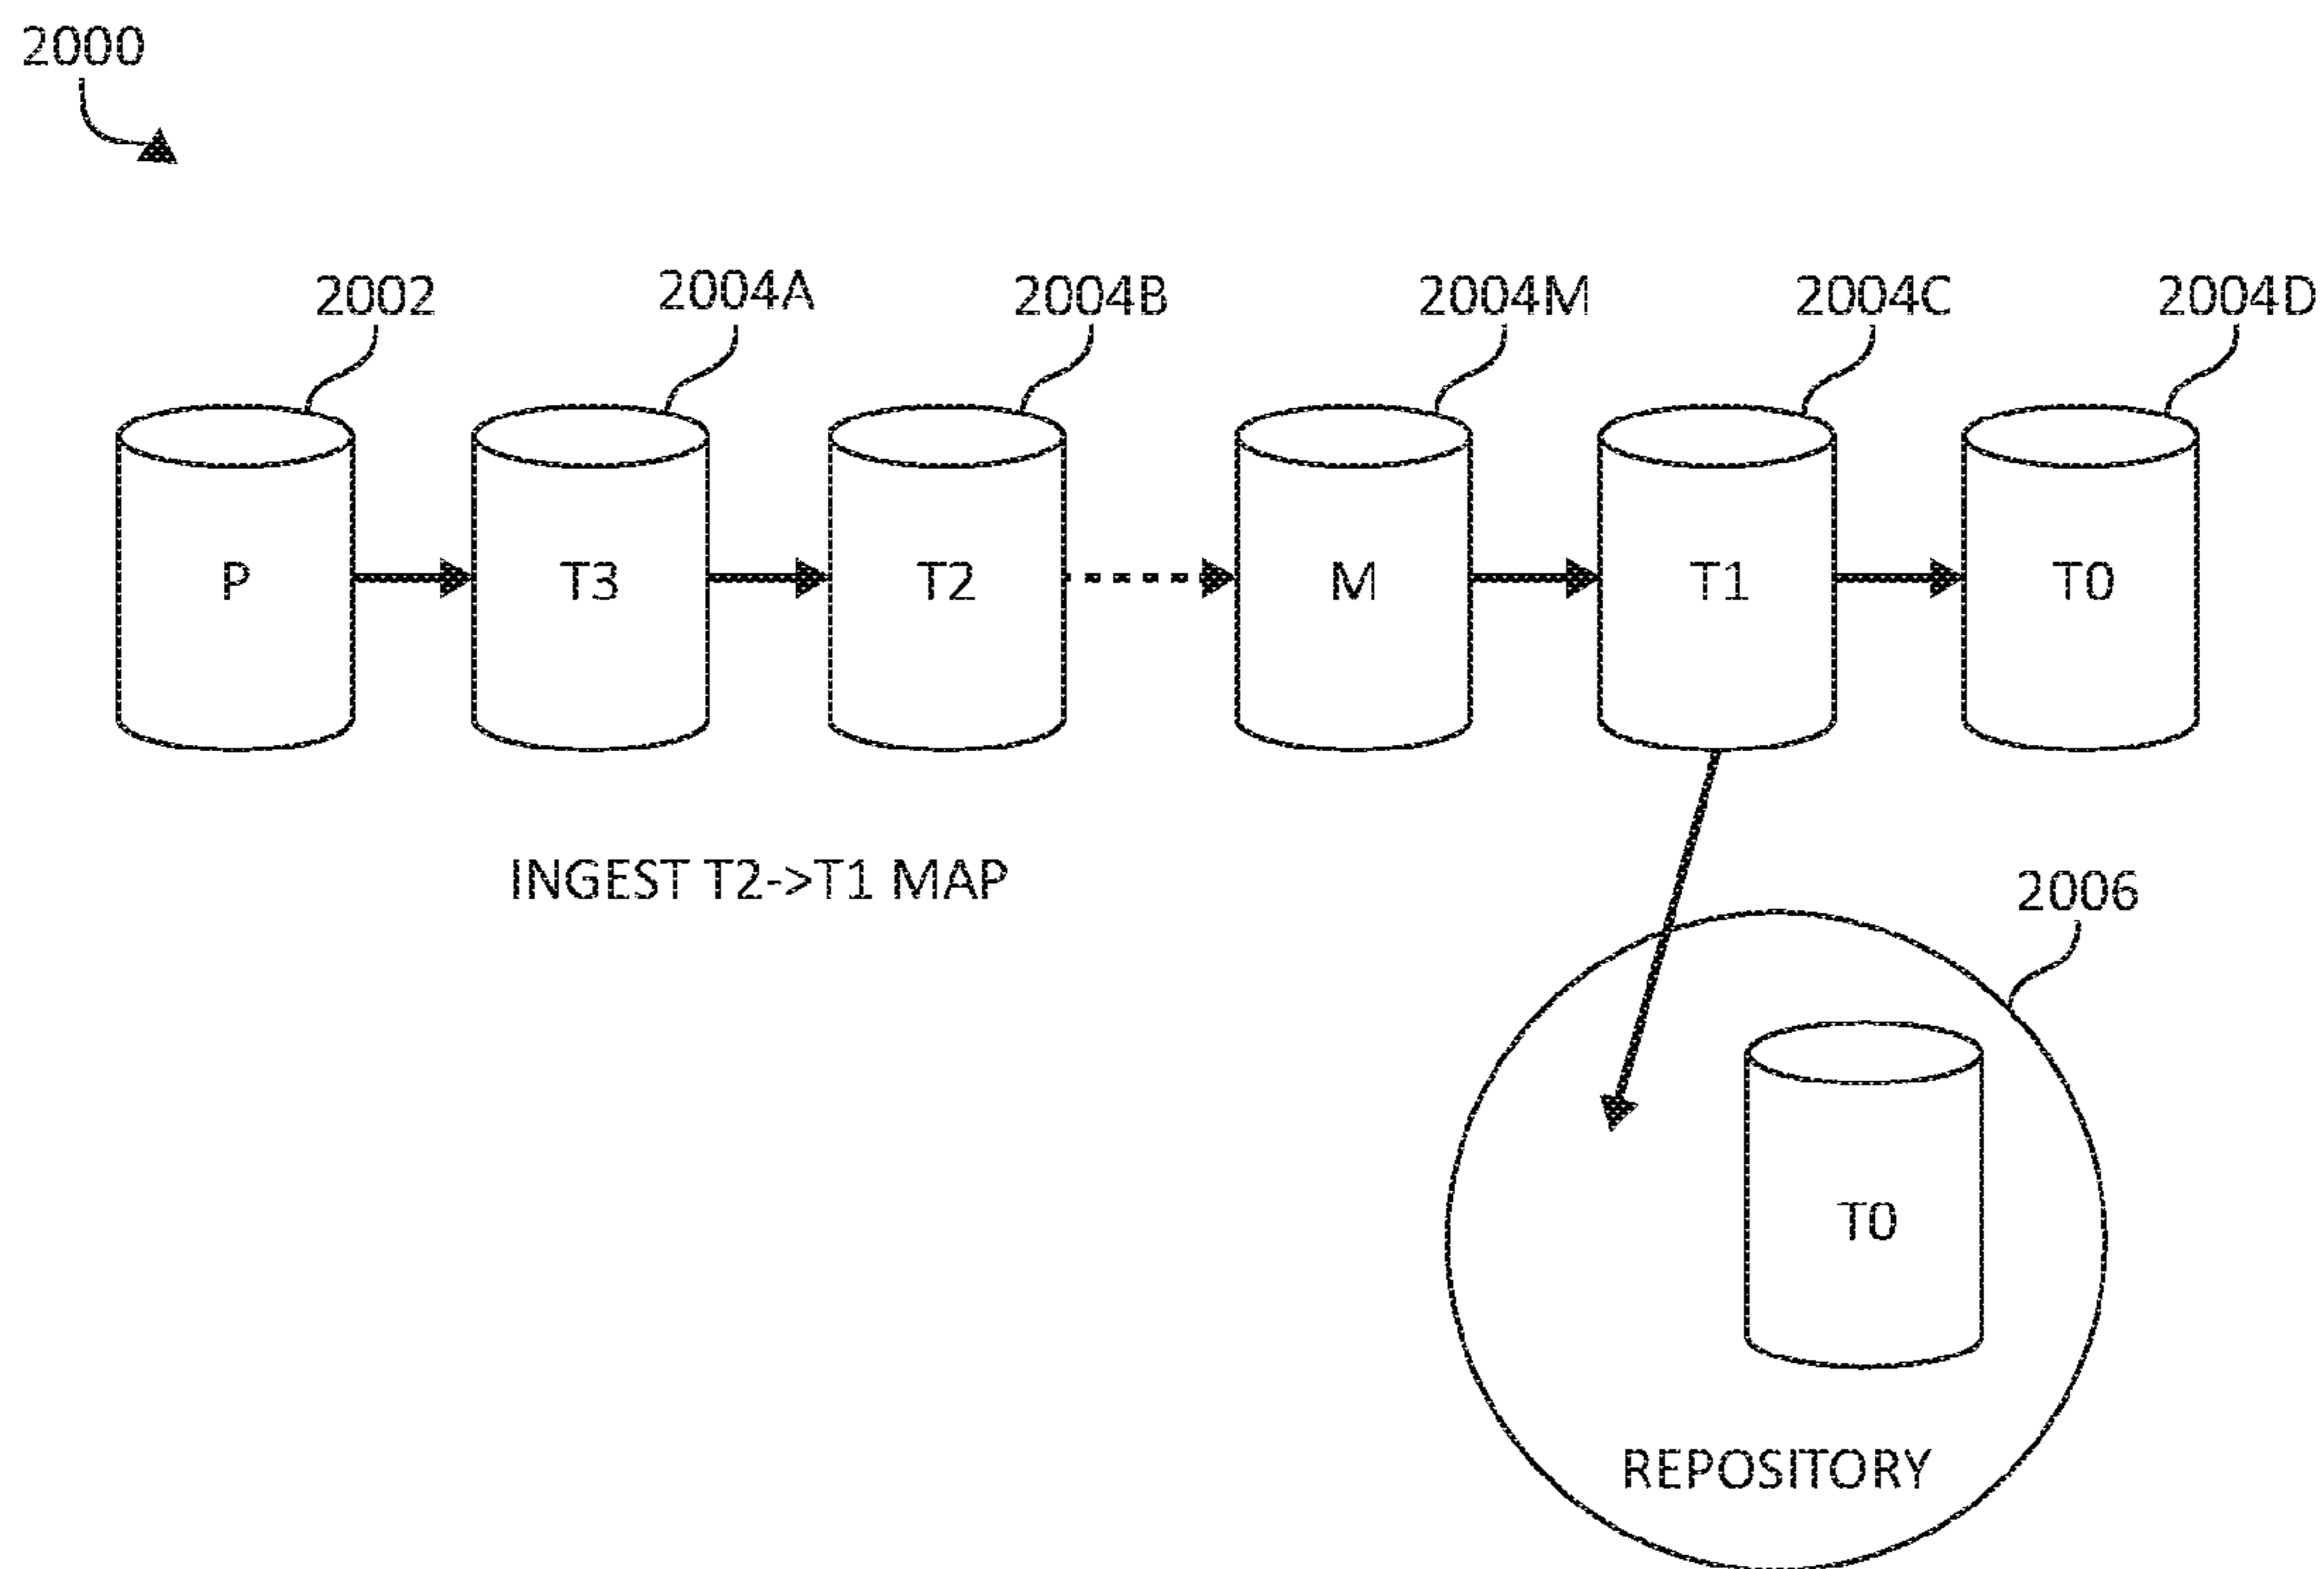 2000
2002
2004A
2004B
2004M
2004C
2004D
P
T3
T2
M
T1
T0
INGEST T2->T1 MAP
2006
T0
REPOSITORY